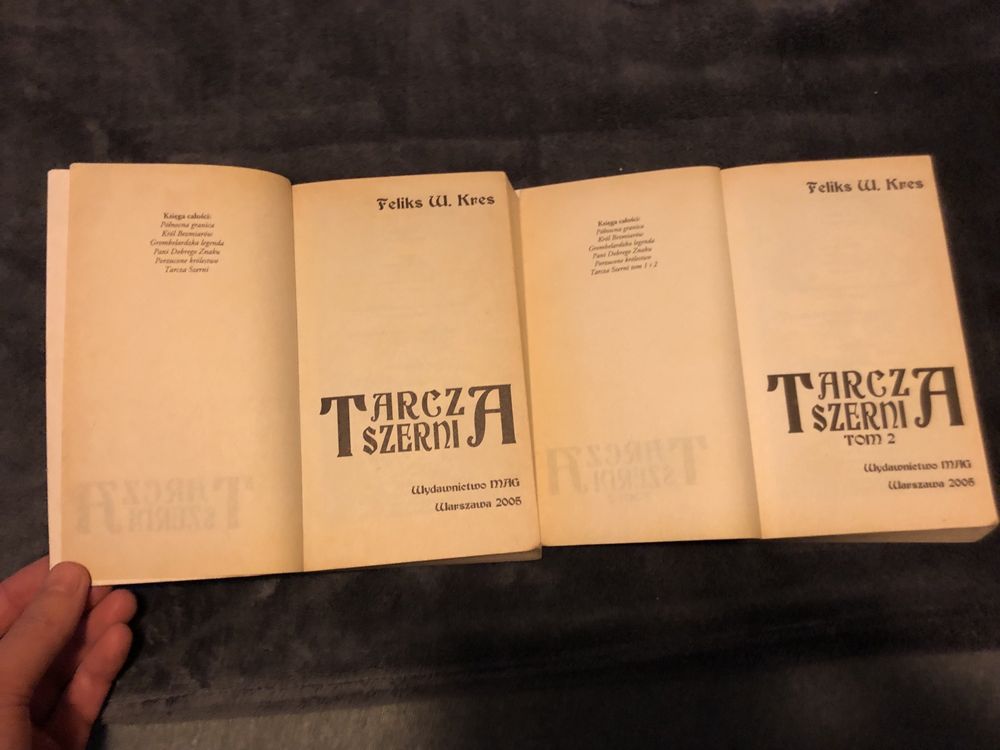 Księga całości:
Północna granica
Król Bezmiarów
Grombelardzka legenda
Pani Dobrego Znaku
Porzucone królestwo
Tarcza Szerni
Feliks W. Kres
TARCZA
SZERNI
Wydawnictwo MAG
Warszawa 2005
Księga całości:
Północna granica
Król Bezmiarów
Grombelardzka legenda
Pani Dobrego Znaku
Porzucone królestwo
Tarcza Szerni tom 1 i 2
Feliks W. Kres
TARCZA
SZERNI
TOM 2
Wydawnictwo MAG
Warszawa 2005